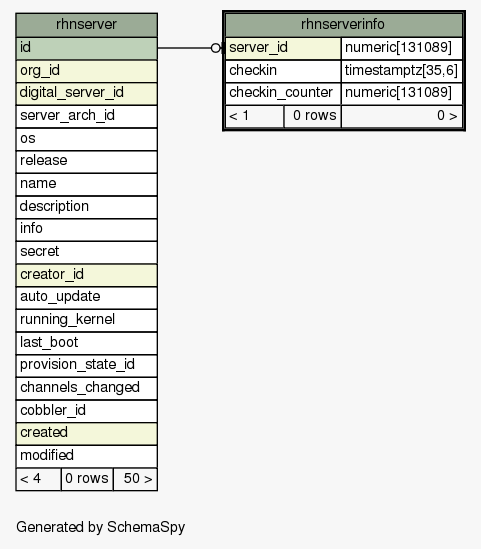 rhnserver
id
org_id
digital_server_id
server_arch_id
os
release
name
description
info
secret
creator_id
auto_update
running_kernel
last_boot
provision_state_id
channels_changed
cobbler_id
created
modified
< 4 0 rows 50 >
rhnserverinfo
server_id numeric[131089]
checkin timestamptz[35,6]
checkin_counter numeric[131089]
< 1 0 rows 0 >
Generated by SchemaSpy